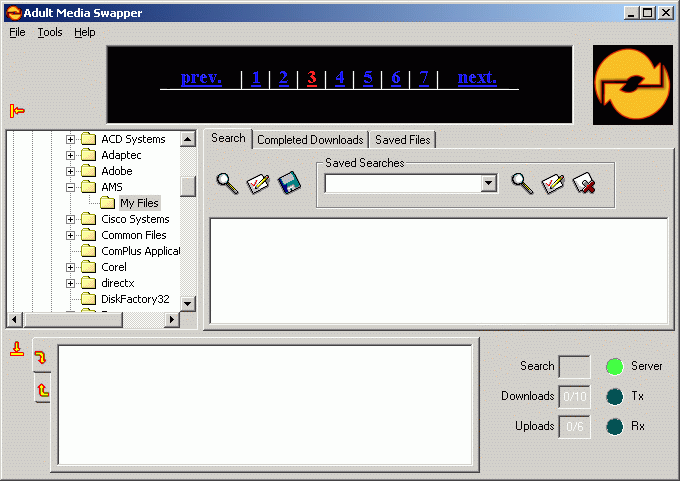 Adult Media Swapper
File Tools Help
prev. | 1 | 2 | 3 | 4 | 5 | 6 | 7 | next.
ACD Systems
Adaptec
Adobe
AMS
My Files
Cisco Systems
Common Files
ComPlus Applicat
Corel
directx
DiskFactory32
Search Completed Downloads Saved Files
Saved Searches
Search Server
Downloads 0/10 Tx
Uploads 0/6 Rx